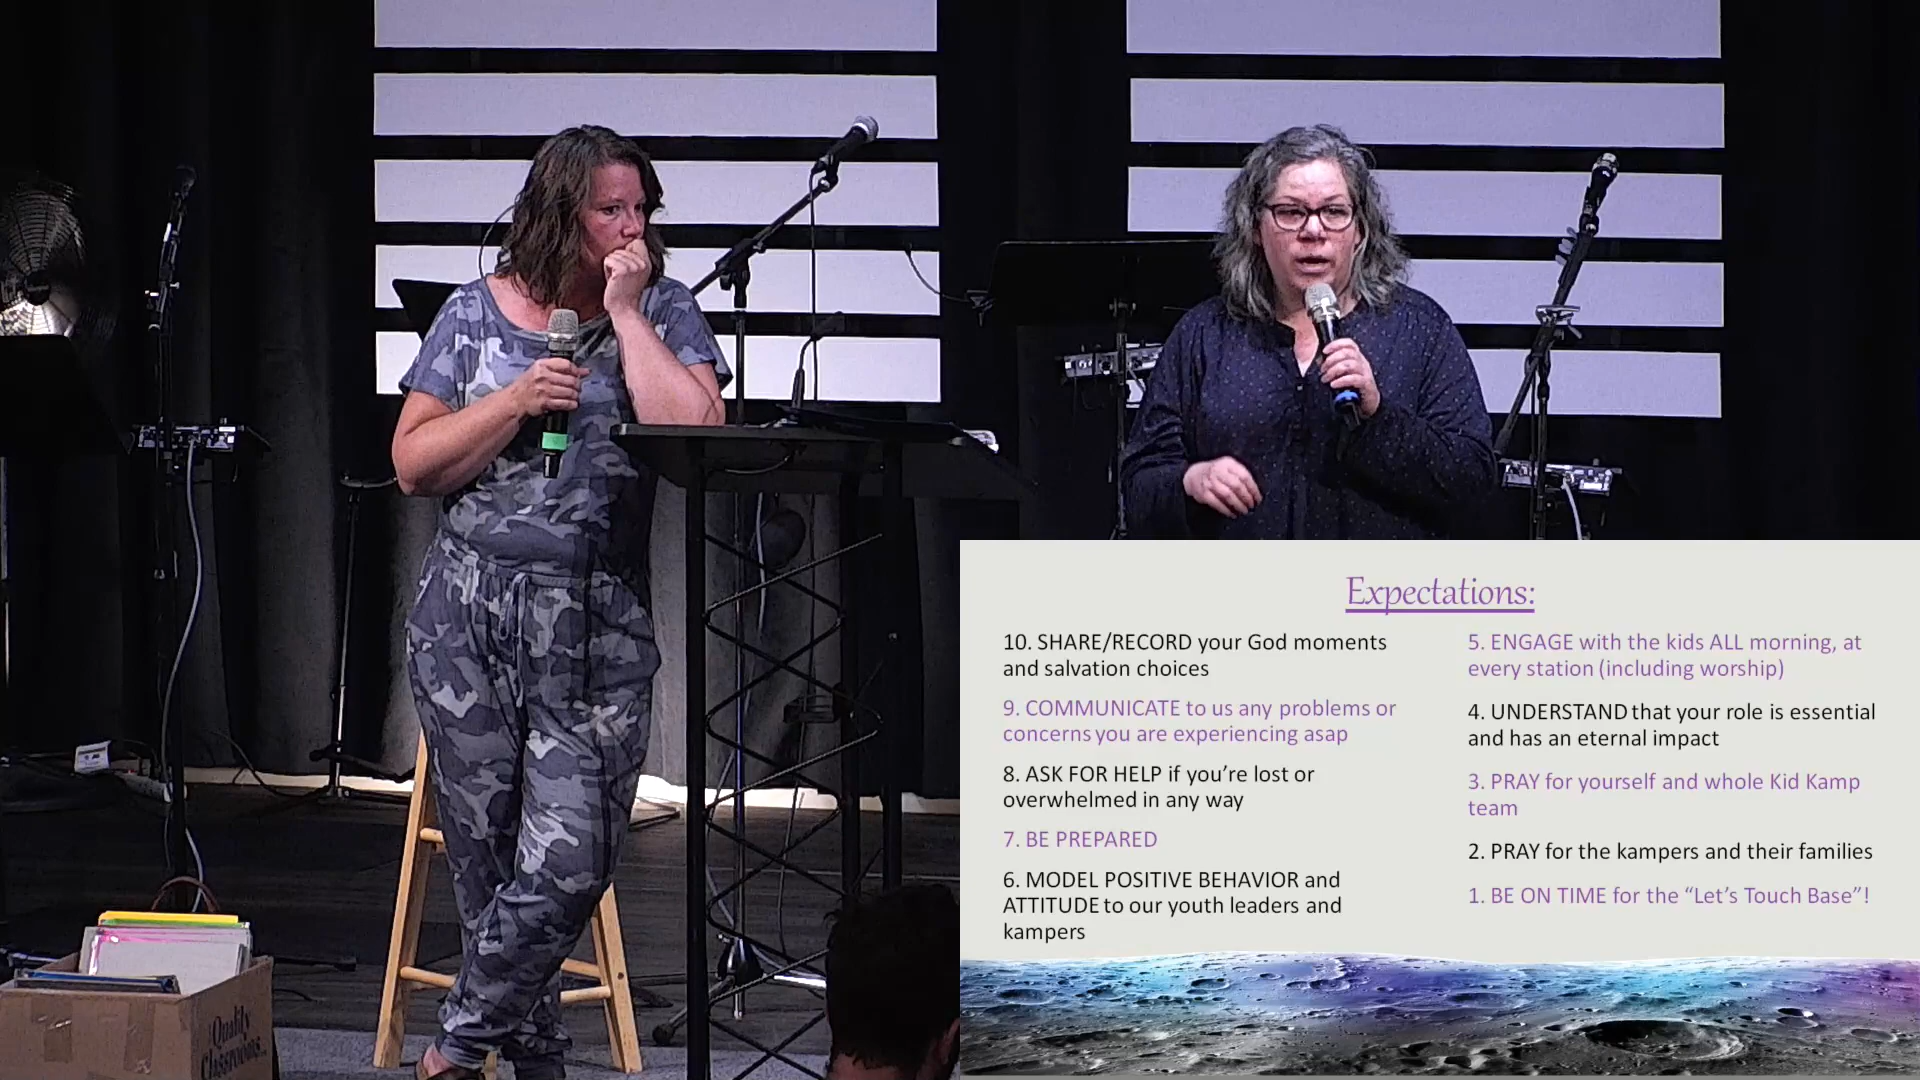 Expectations:
10. SHARE/RECORD your God moments
and salvation choices
9. COMMUNICATE to us any problems or
concerns you are experiencing asap
8. ASK FOR HELP if you’re lost or
overwhelmed in any way
7. BE PREPARED
6. MODEL POSITIVE BEHAVIOR and
ATTITUDE to our youth leaders and
kampers
5. ENGAGE with the kids ALL morning, at
every station (including worship)
4. UNDERSTAND that your role is essential
and has an eternal impact
3. PRAY for yourself and whole Kid Kamp
team
2. PRAY for the kampers and their families
1. BE ON TIME for the “Let’s Touch Base”!
Quality
Classrooms